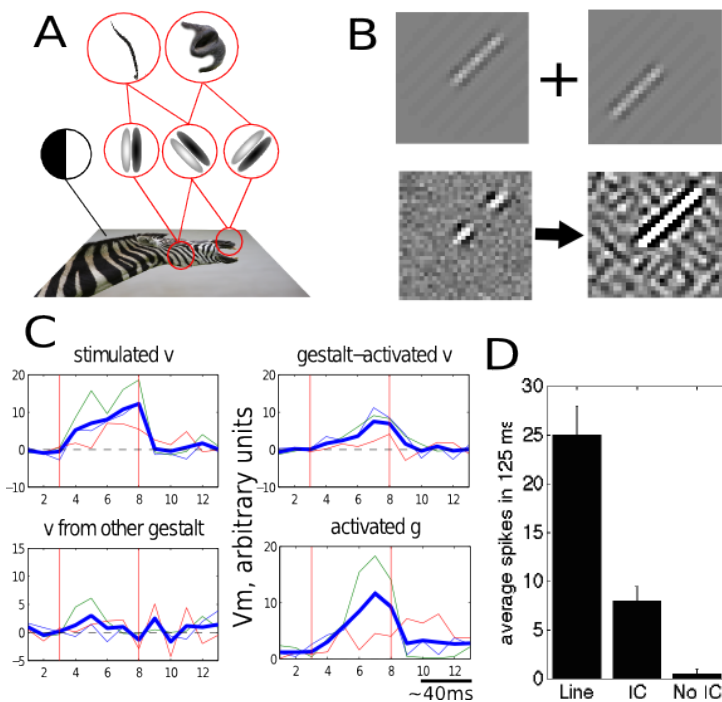 A
B
+
C
stimulated v
20
10
0
−10
2 4 6 8 10 12
gestalt−activated v
20
10
0
−10
2 4 6 8 10 12
v from other gestalt
15
10
5
0
−5
2 4 6 8 10 12
Vm, arbitrary units
activated g
20
10
0
2 4 6 8 10 12
~40ms
D
average spikes in 125 ms
30
25
20
15
10
5
0
Line IC No IC